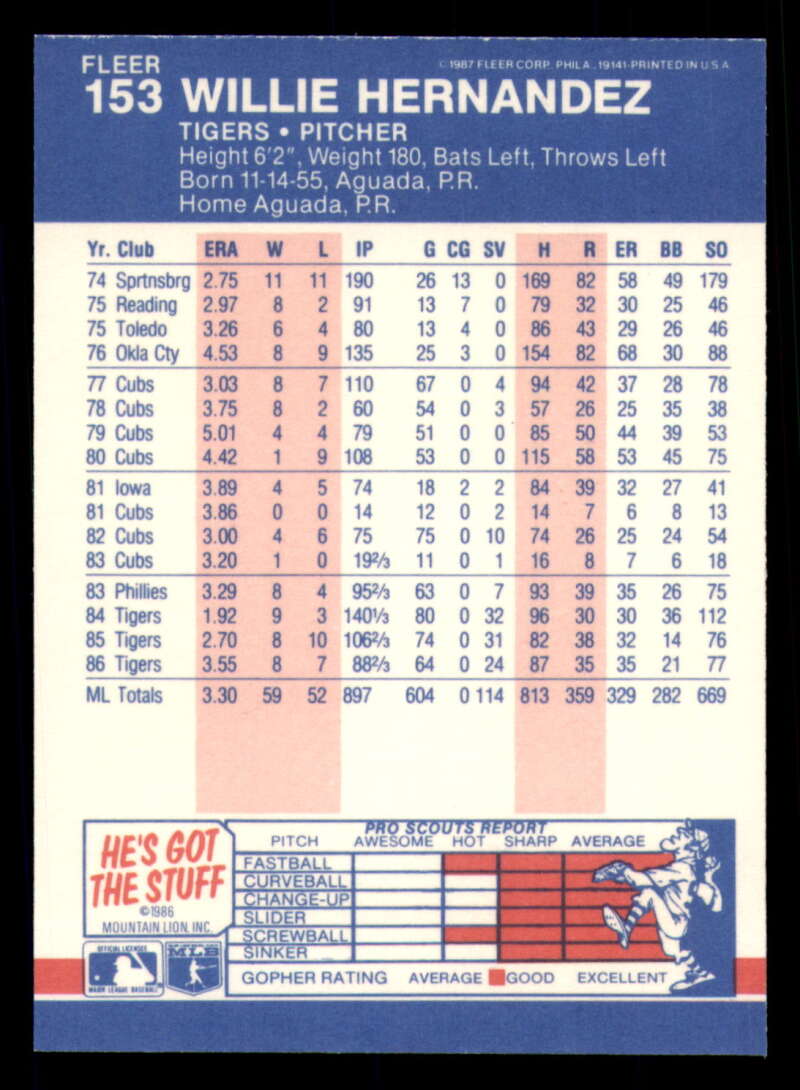 FLEER
©1987 FLEER CORP. PHILA., 19141-PRINTED IN U.S.A.
153 WILLIE HERNANDEZ
TIGERS • PITCHER
Height 6'2", Weight 180, Bats Left, Throws Left
Born 11-14-55, Aguada, P.R.
Home Aguada, P.R.
Yr. Club ERA W L IP G CG SV H R ER BB SO
74 Sprtnsbrg 2.75 11 11 190 26 13 0 169 82 58 49 179
75 Reading 2.97 8 2 91 13 7 0 79 32 30 25 46
75 Toledo 3.26 6 4 80 13 4 0 86 43 29 26 46
76 Okla Cty 4.53 8 9 135 25 3 0 154 82 68 30 88
77 Cubs 3.03 8 7 110 67 0 4 94 42 37 28 78
78 Cubs 3.75 8 2 60 54 0 3 57 26 25 35 38
79 Cubs 5.01 4 4 79 51 0 0 85 50 44 39 53
80 Cubs 4.42 1 9 108 53 0 0 115 58 53 45 75
81 Iowa 3.89 4 5 74 18 2 2 84 39 32 27 41
81 Cubs 3.86 0 0 14 12 0 2 14 7 6 8 13
82 Cubs 3.00 4 6 75 75 0 10 74 26 25 24 54
83 Cubs 3.20 1 0 19⅔ 11 0 1 16 8 7 6 18
83 Phillies 3.29 8 4 95⅔ 63 0 7 93 39 35 26 75
84 Tigers 1.92 9 3 140⅓ 80 0 32 96 30 30 36 112
85 Tigers 2.70 8 10 106⅔ 74 0 31 82 38 32 14 76
86 Tigers 3.55 8 7 88⅔ 64 0 24 87 35 35 21 77
ML Totals 3.30 59 52 897 604 0 114 813 359 329 282 669
HE'S GOT
THE STUFF
©1986
MOUNTAIN LION, INC.
PRO SCOUTS REPORT
PITCH AWESOME HOT SHARP AVERAGE
FASTBALL
CURVEBALL
CHANGE-UP
SLIDER
SCREWBALL
SINKER
GOPHER RATING AVERAGE GOOD EXCELLENT
OFFICIAL LICENSEE
MAJOR LEAGUE BASEBALL
MLB